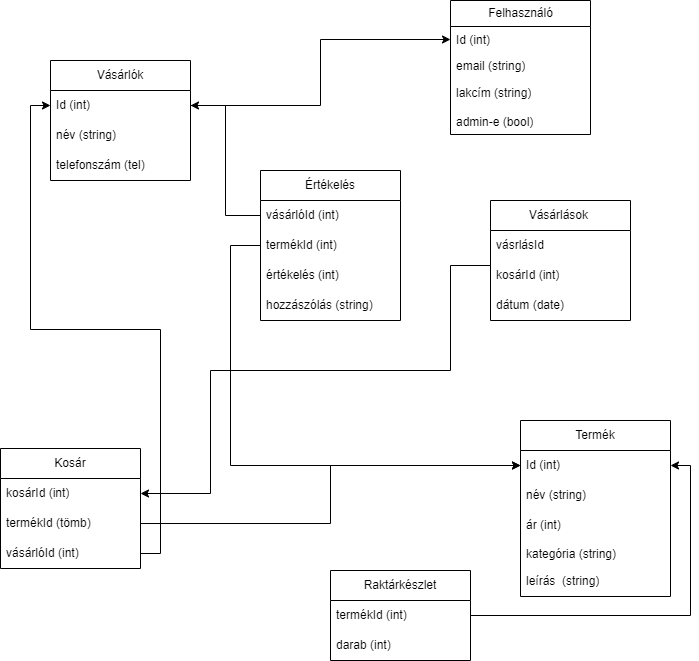 Felhasználó
Id (int)
email (string)
lakcím (string)
admin-e (bool)
Vásárlók
Id (int)
név (string)
telefonszám (tel)
Értékelés
vásárlóId (int)
termékId (int)
értékelés (int)
hozzászólás (string)
Vásárlások
vásrlásId
kosárId (int)
dátum (date)
Kosár
kosárId (int)
termékId (tömb)
vásárlóId (int)
Termék
Id (int)
név (string)
ár (int)
kategória (string)
leírás  (string)
Raktárkészlet
termékId (int)
darab (int)